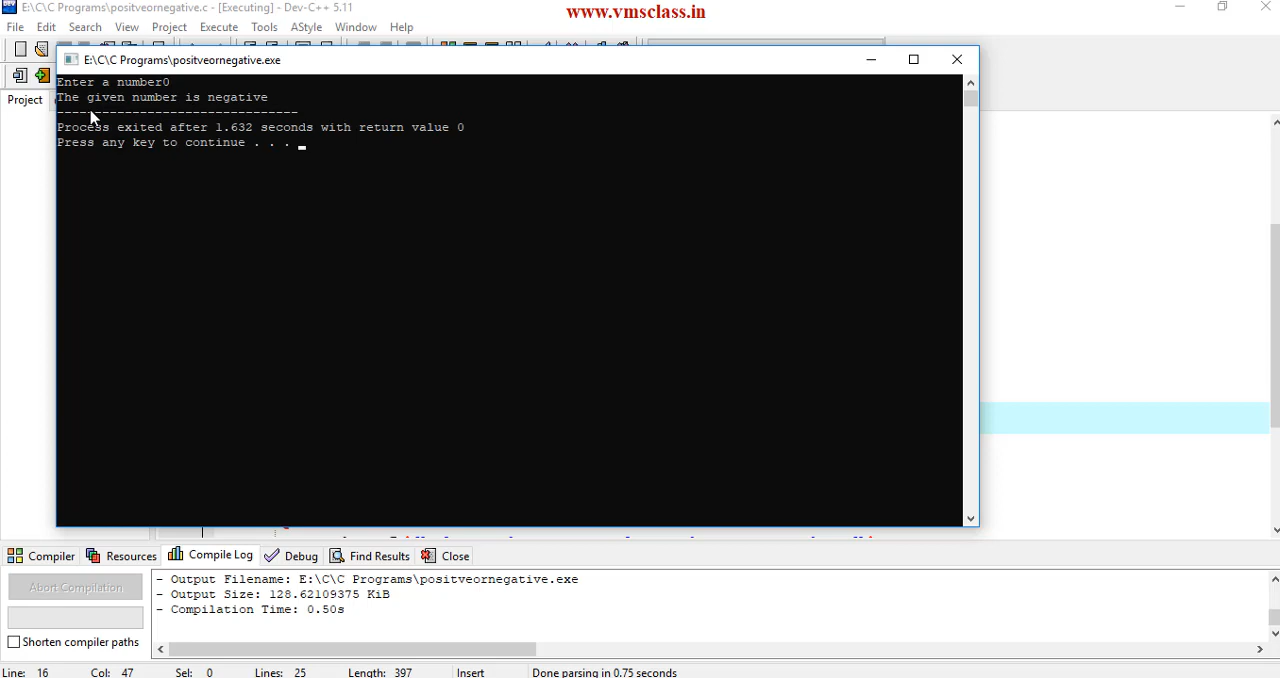 E:\C\C Programs\positveornegative.c - [Executing] - Dev-C++ 5.11
www.vmsclass.in
File Edit Search View Project Execute Tools AStyle Window Help
E:\C\C Programs\positveornegative.exe
Project
Enter a number0
The given number is negative
--------------------------------
Process exited after 1.632 seconds with return value 0
Press any key to continue . . .
Compiler Resources Compile Log Debug Find Results Close
Abort Compilation
Shorten compiler paths
- Output Filename: E:\C\C Programs\positveornegative.exe
- Output Size: 128.62109375 KiB
- Compilation Time: 0.50s
Line: 16 Col: 47 Sel: 0 Lines: 25 Length: 397 Insert Done parsing in 0.75 seconds